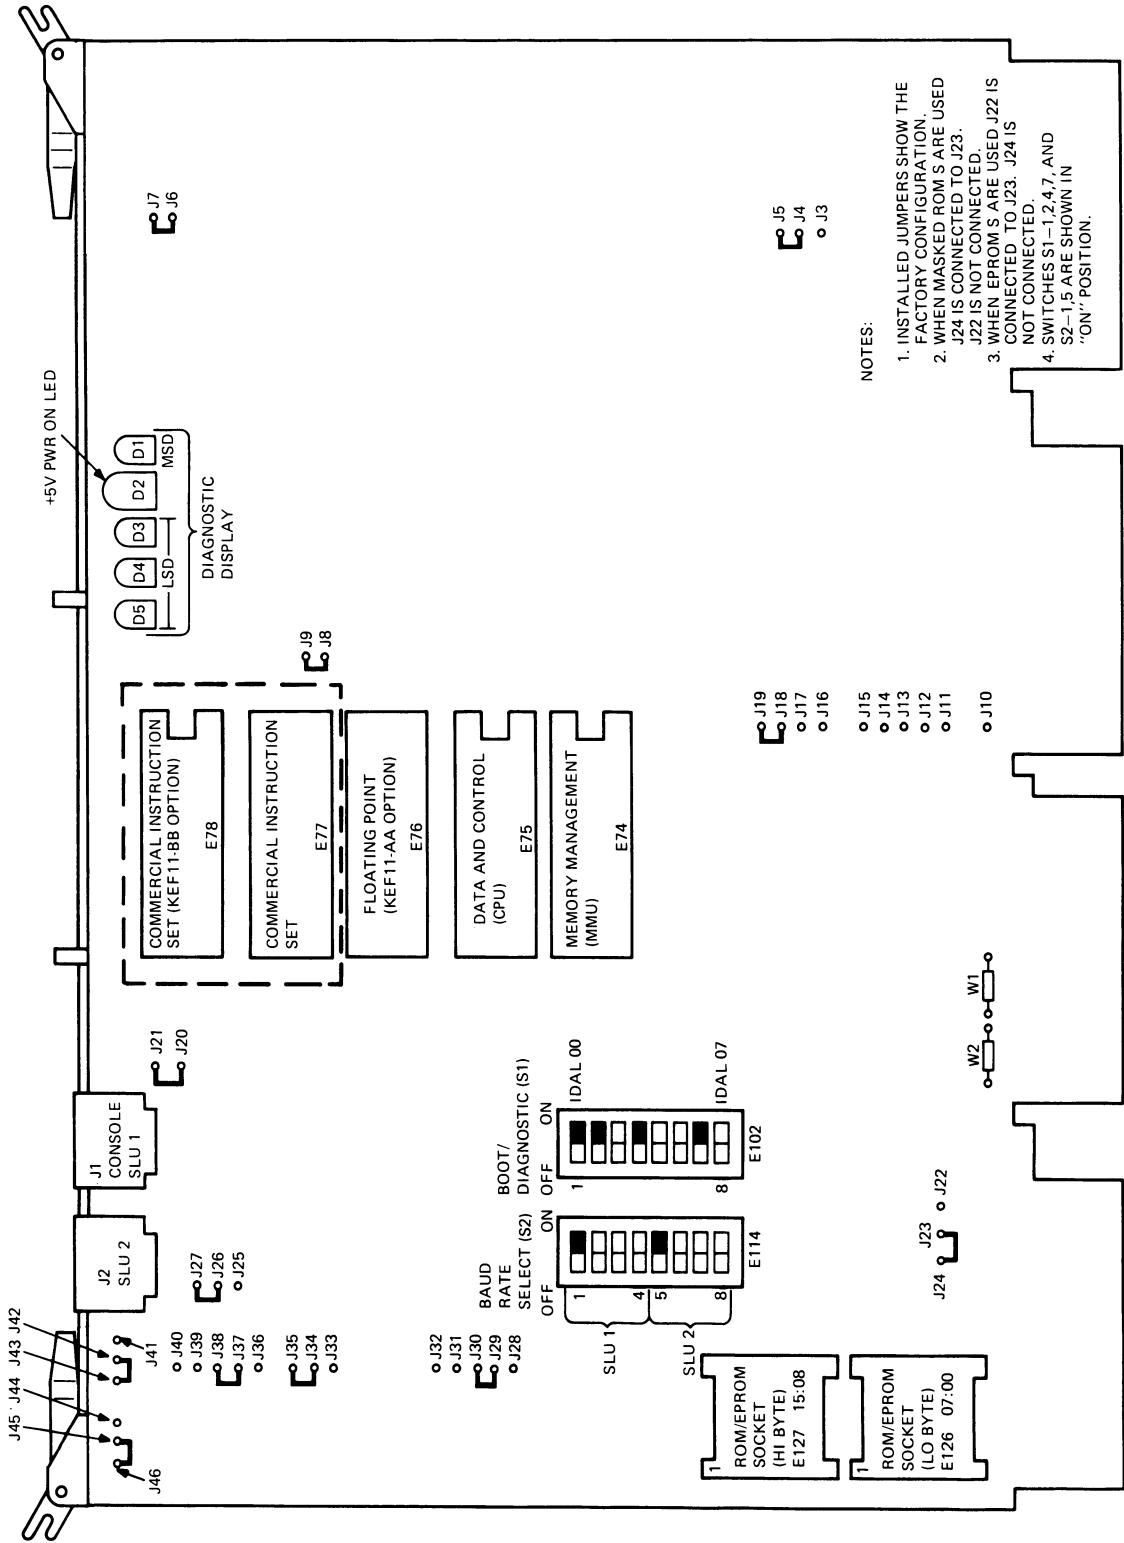 +5V PWR ON LED
D5
D4
D3
D2
D1
LSD
MSD
DIAGNOSTIC
DISPLAY
J7
J6
J9
J8
J5
J4
J3
NOTES:
1. INSTALLED JUMPERS SHOW THE
FACTORY CONFIGURATION.
2. WHEN MASKED ROM S ARE USED
J24 IS CONNECTED TO J23.
J22 IS NOT CONNECTED.
3. WHEN EPROM S ARE USED J22 IS
CONNECTED TO J23. J24 IS
NOT CONNECTED.
4. SWITCHES S1-1,2,4,7, AND
S2-1,5 ARE SHOWN IN
"ON" POSITION.
COMMERCIAL INSTRUCTION
SET (KEF11-BB OPTION)
E78
COMMERCIAL INSTRUCTION
SET
E77
FLOATING POINT
(KEF11-AA OPTION)
E76
DATA AND CONTROL
(CPU)
E75
MEMORY MANAGEMENT
(MMU)
E74
J19
J18
J17
J16
J15
J14
J13
J12
J11
J10
W2
W1
J21
J20
J1
CONSOLE
SLU 1
J2
SLU 2
BOOT/
DIAGNOSTIC (S1)
OFF
ON
1
8
IDAL 00
IDAL 07
E102
BAUD
RATE
SELECT (S2)
OFF
ON
1
4
5
8
SLU 1
SLU 2
E114
J24
J23
J22
J27
J26
J25
J46
J45
J44
J43
J42
J41
J40
J39
J38
J37
J36
J35
J34
J33
J32
J31
J30
J29
J28
1
ROM/EPROM
SOCKET
(HI BYTE)
E127 15:08
1
ROM/EPROM
SOCKET
(LO BYTE)
E126 07:00